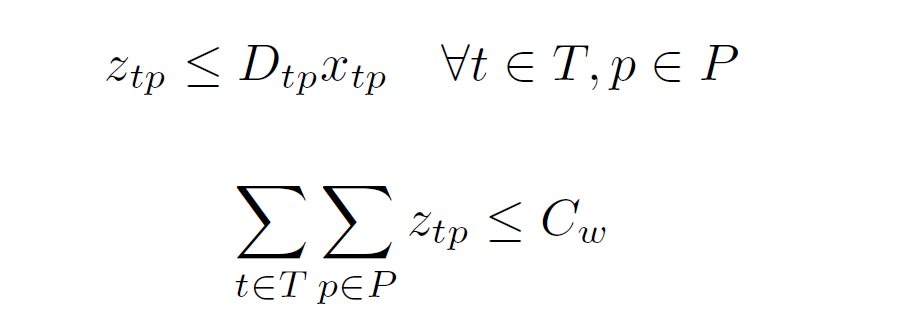 z_{tp} ≤ D_{tp}x_{tp} ∀t ∈ T, p ∈ P
∑_{t∈T} ∑_{p∈P} z_{tp} ≤ C_w